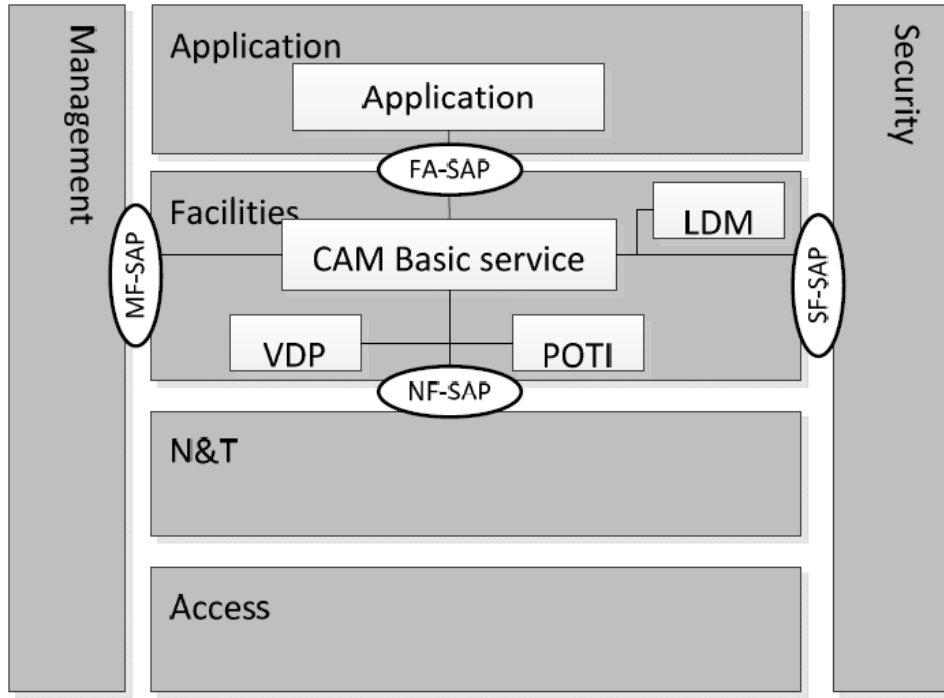 Management
Application
Application
FA-SAP
Security
Facilities
LDM
MF-SAP
CAM Basic service
SF-SAP
VDP
POTI
NF-SAP
N&T
Access